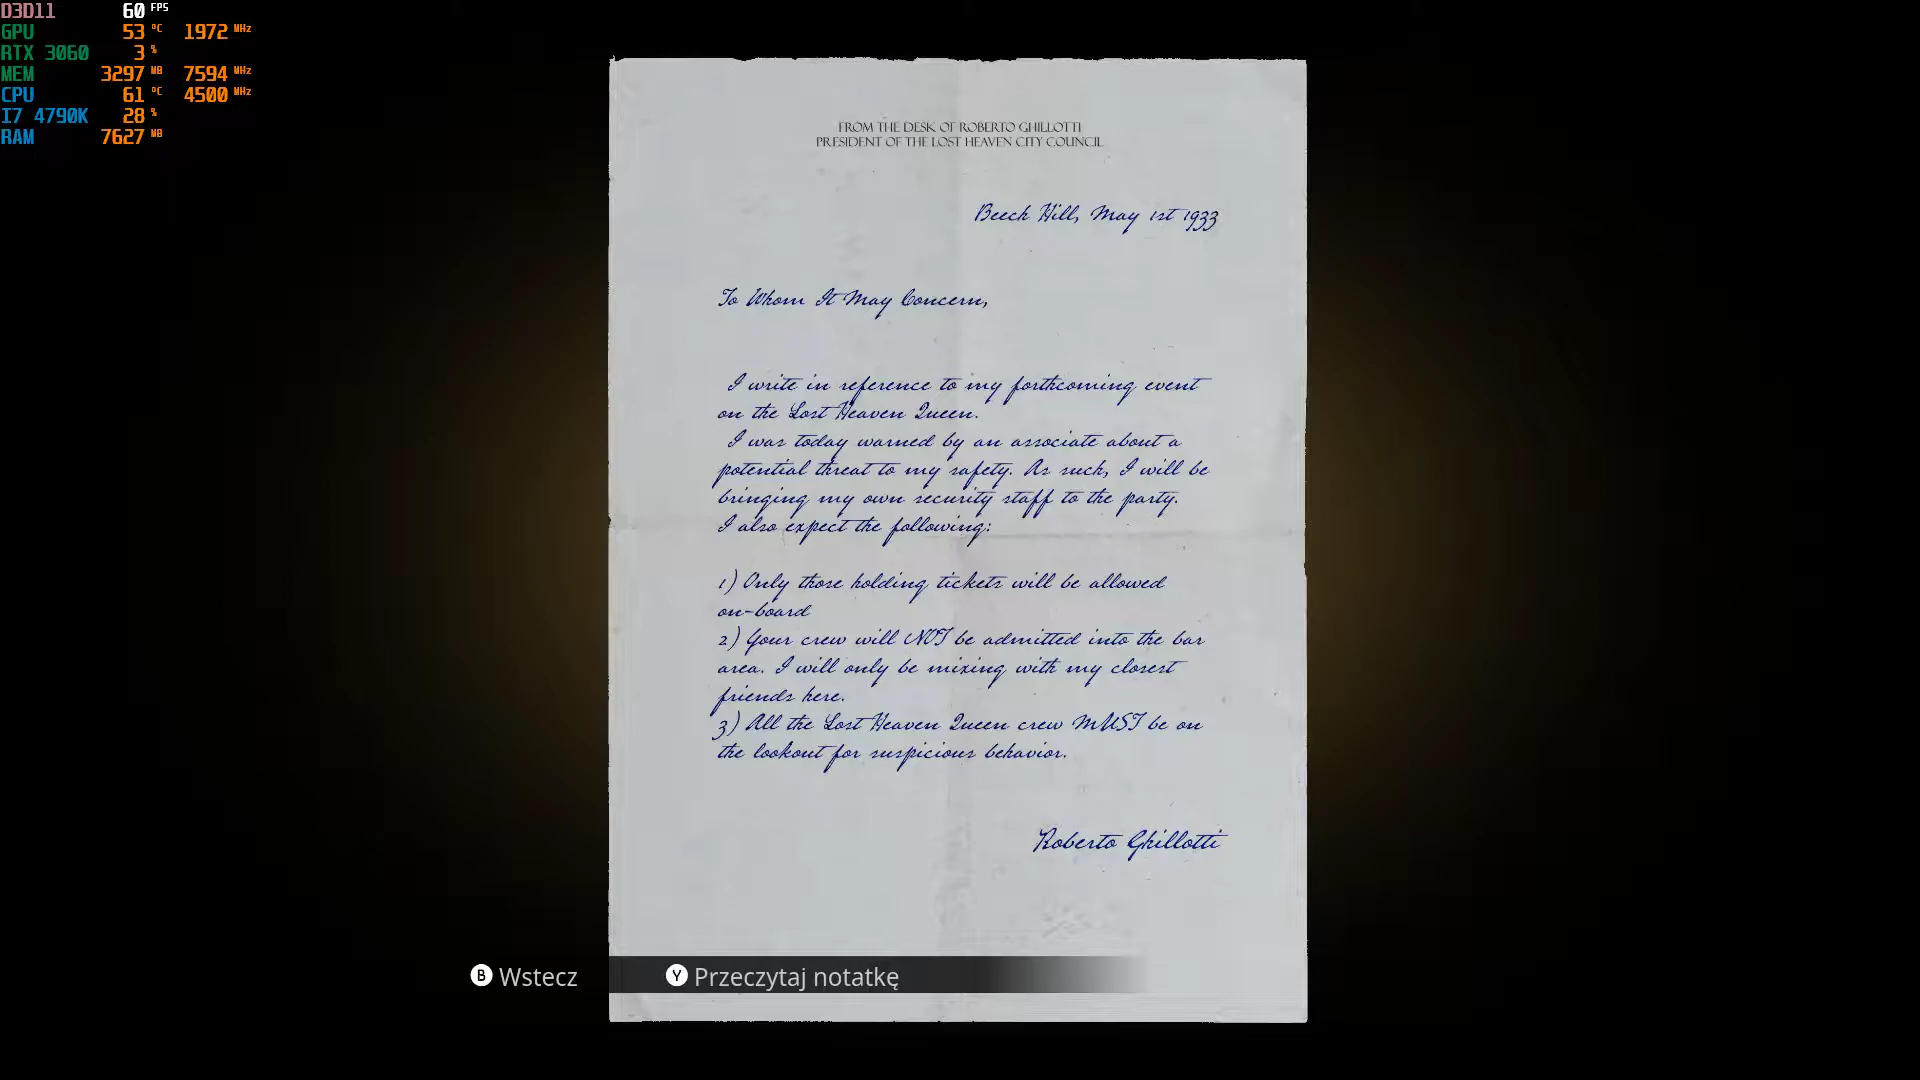 D3D11 60 FPS
GPU 53 °C 1972 MHz
RTX 3060 3 %
MEM 3297 MB 7594 MHz
CPU 61 °C 4500 MHz
I7 4790K 28 %
RAM 7627 MB
FROM THE DESK OF ROBERTO GHILLOTTI
PRESIDENT OF THE LOST HEAVEN CITY COUNCIL
Beech Hill, May 1st 1933
To Whom It May Concern,
I write in reference to my forthcoming event
on the Lost Heaven Queen.
I was today warned by an associate about a
potential threat to my safety. As such, I will be
bringing my own security staff to the party.
I also expect the following:
1) Only those holding tickets will be allowed
on-board
2) Your crew will NOT be admitted into the bar
area. I will only be mixing with my closest
friends here.
3) All the Lost Heaven Queen crew MUST be on
the lookout for suspicious behavior.
Roberto Ghillotti
B Wstecz Y Przeczytaj notatkę